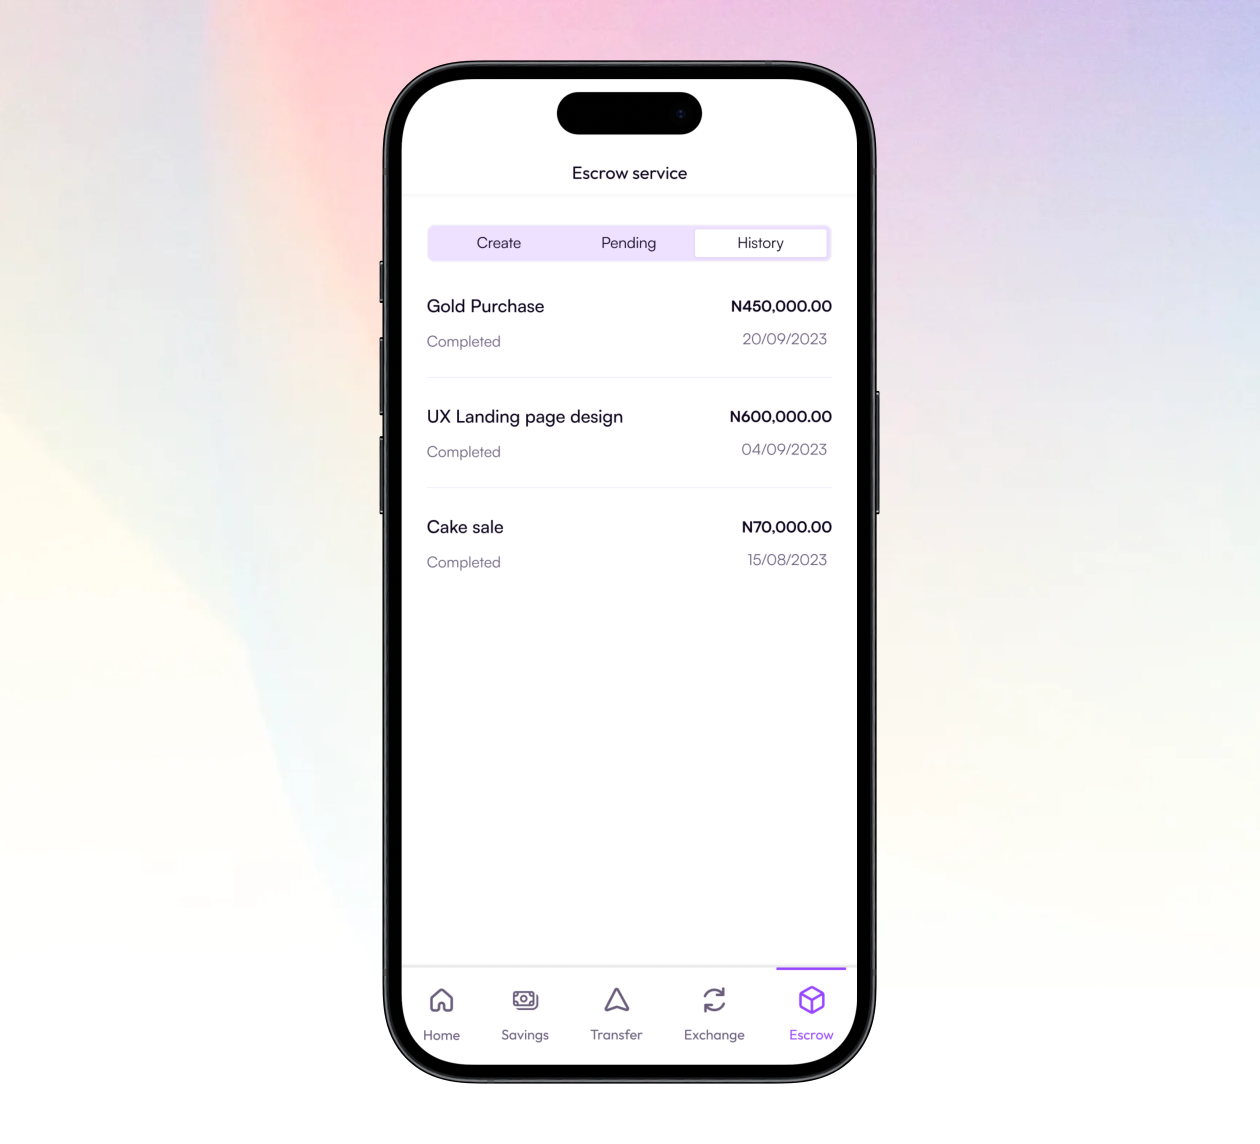 Escrow service
Create Pending History
Gold Purchase N450,000.00
Completed 20/09/2023
UX Landing page design N600,000.00
Completed 04/09/2023
Cake sale N70,000.00
Completed 15/08/2023
Home Savings Transfer Exchange Escrow